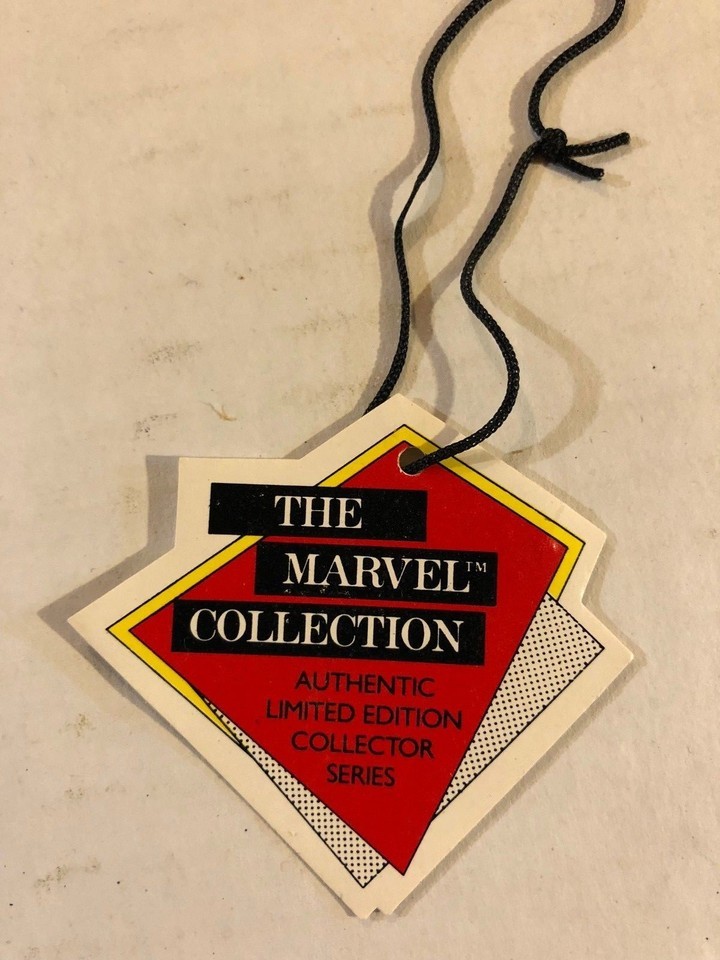 THE
MARVEL™
COLLECTION
AUTHENTIC
LIMITED EDITION
COLLECTOR
SERIES